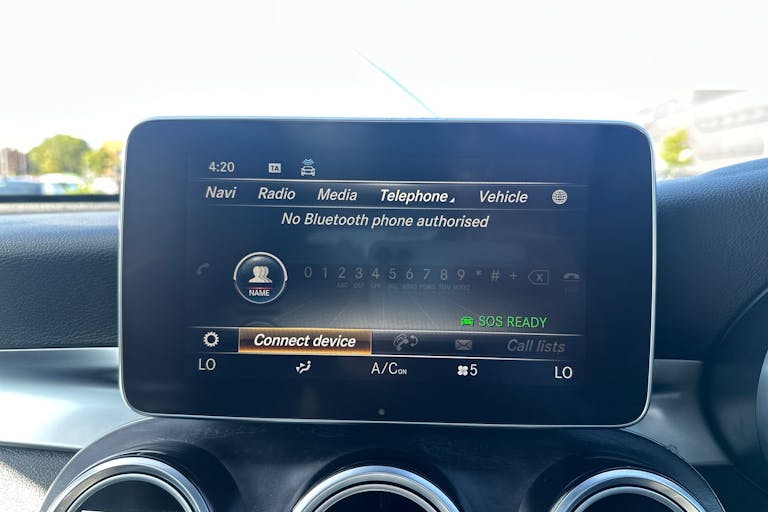 4:20 TA
Navi Radio Media Telephone Vehicle
No Bluetooth phone authorised
0 1 2 3 4 5 6 7 8 9 * # +
NAME
SOS READY
Connect device Call lists
LO A/C ON 5 LO